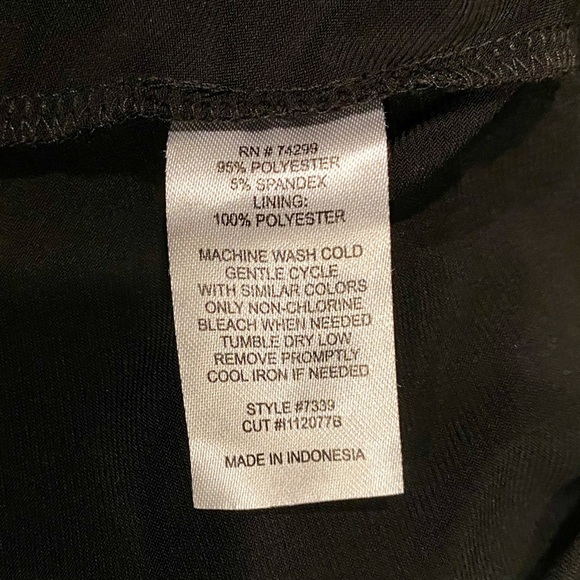 RN # 74299
95% POLYESTER
5% SPANDEX
LINING:
100% POLYESTER
MACHINE WASH COLD
GENTLE CYCLE
WITH SIMILAR COLORS
ONLY NON-CHLORINE
BLEACH WHEN NEEDED
TUMBLE DRY LOW
REMOVE PROMPTLY
COOL IRON IF NEEDED
STYLE #7339
CUT #I112077B
MADE IN INDONESIA